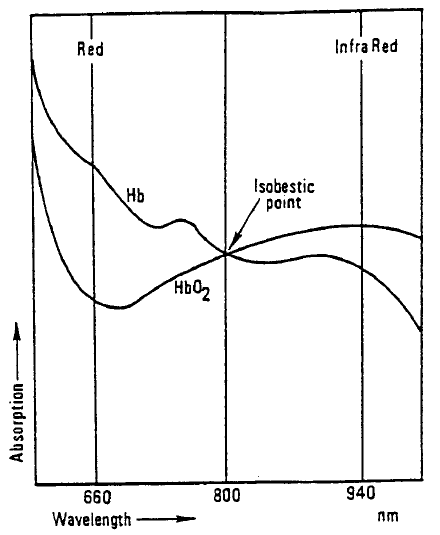 Red
Infra Red
Hb
Isobestic
point
HbO2
Absorption
660
800
940
Wavelength
nm